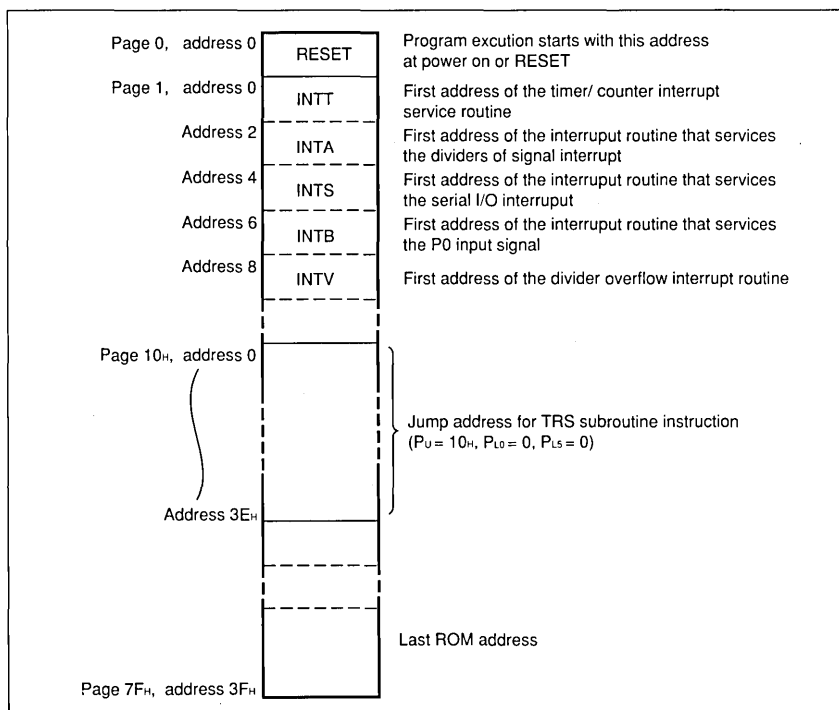 Page 0, address 0
RESET
Program excution starts with this address
at power on or RESET
Page 1, address 0
INTT
First address of the timer/ counter interrupt
service routine
Address 2
INTA
First address of the interruput routine that services
the dividers of signal interrupt
Address 4
INTS
First address of the interruput routine that services
the serial I/O interruput
Address 6
INTB
First address of the interruput routine that services
the P0 input signal
Address 8
INTV
First address of the divider overflow interrupt routine
Page 10H, address 0
Jump address for TRS subroutine instruction
(PU = 10H, PL0 = 0, PL5 = 0)
Address 3EH
Last ROM address
Page 7FH, address 3FH